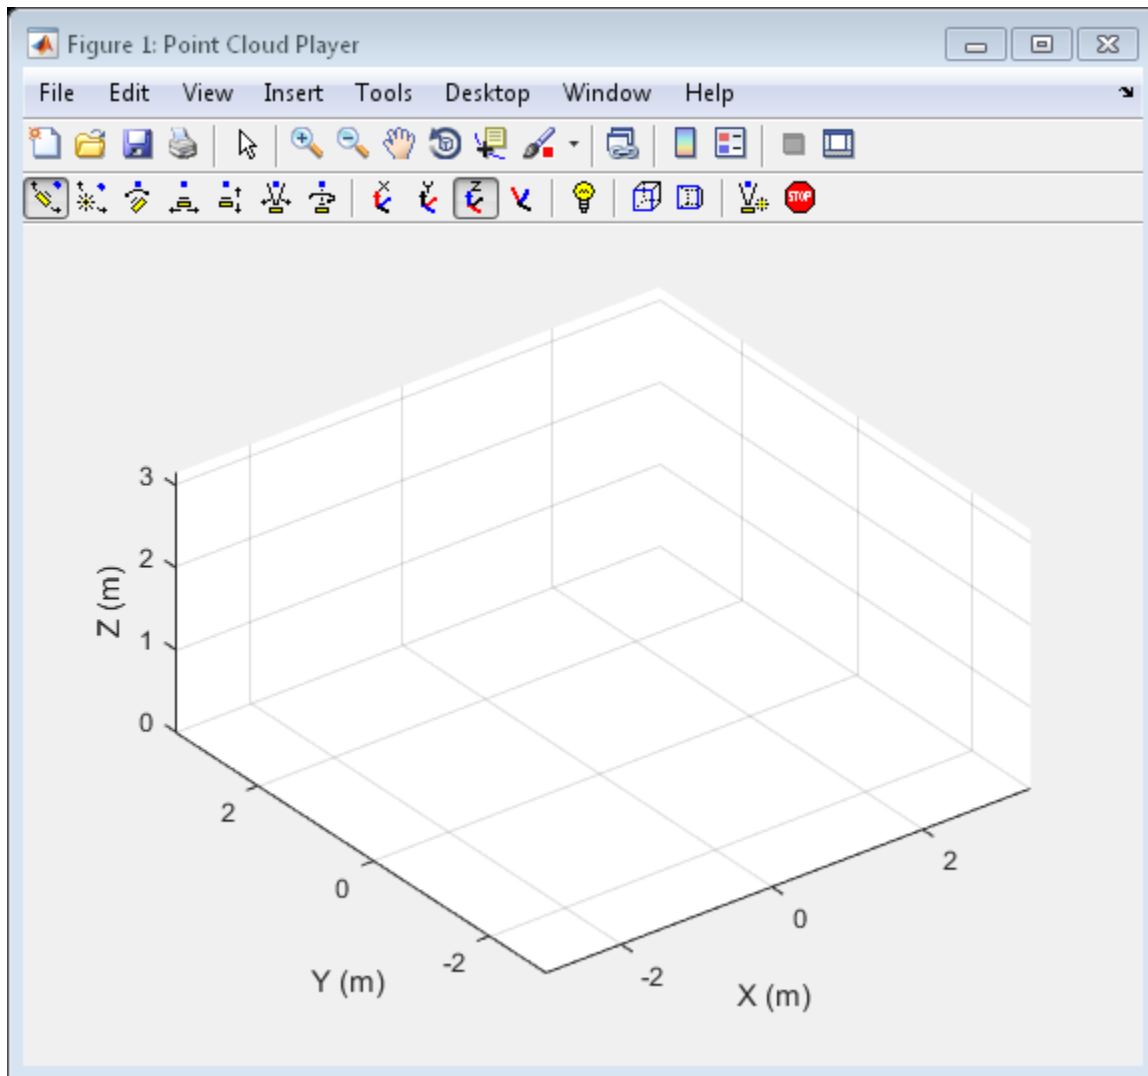 Figure 1: Point Cloud Player
File Edit View Insert Tools Desktop Window Help
X Y Z STOP
3
2
1
0
Z (m)
2
0
-2
Y (m)
-2
0
2
X (m)